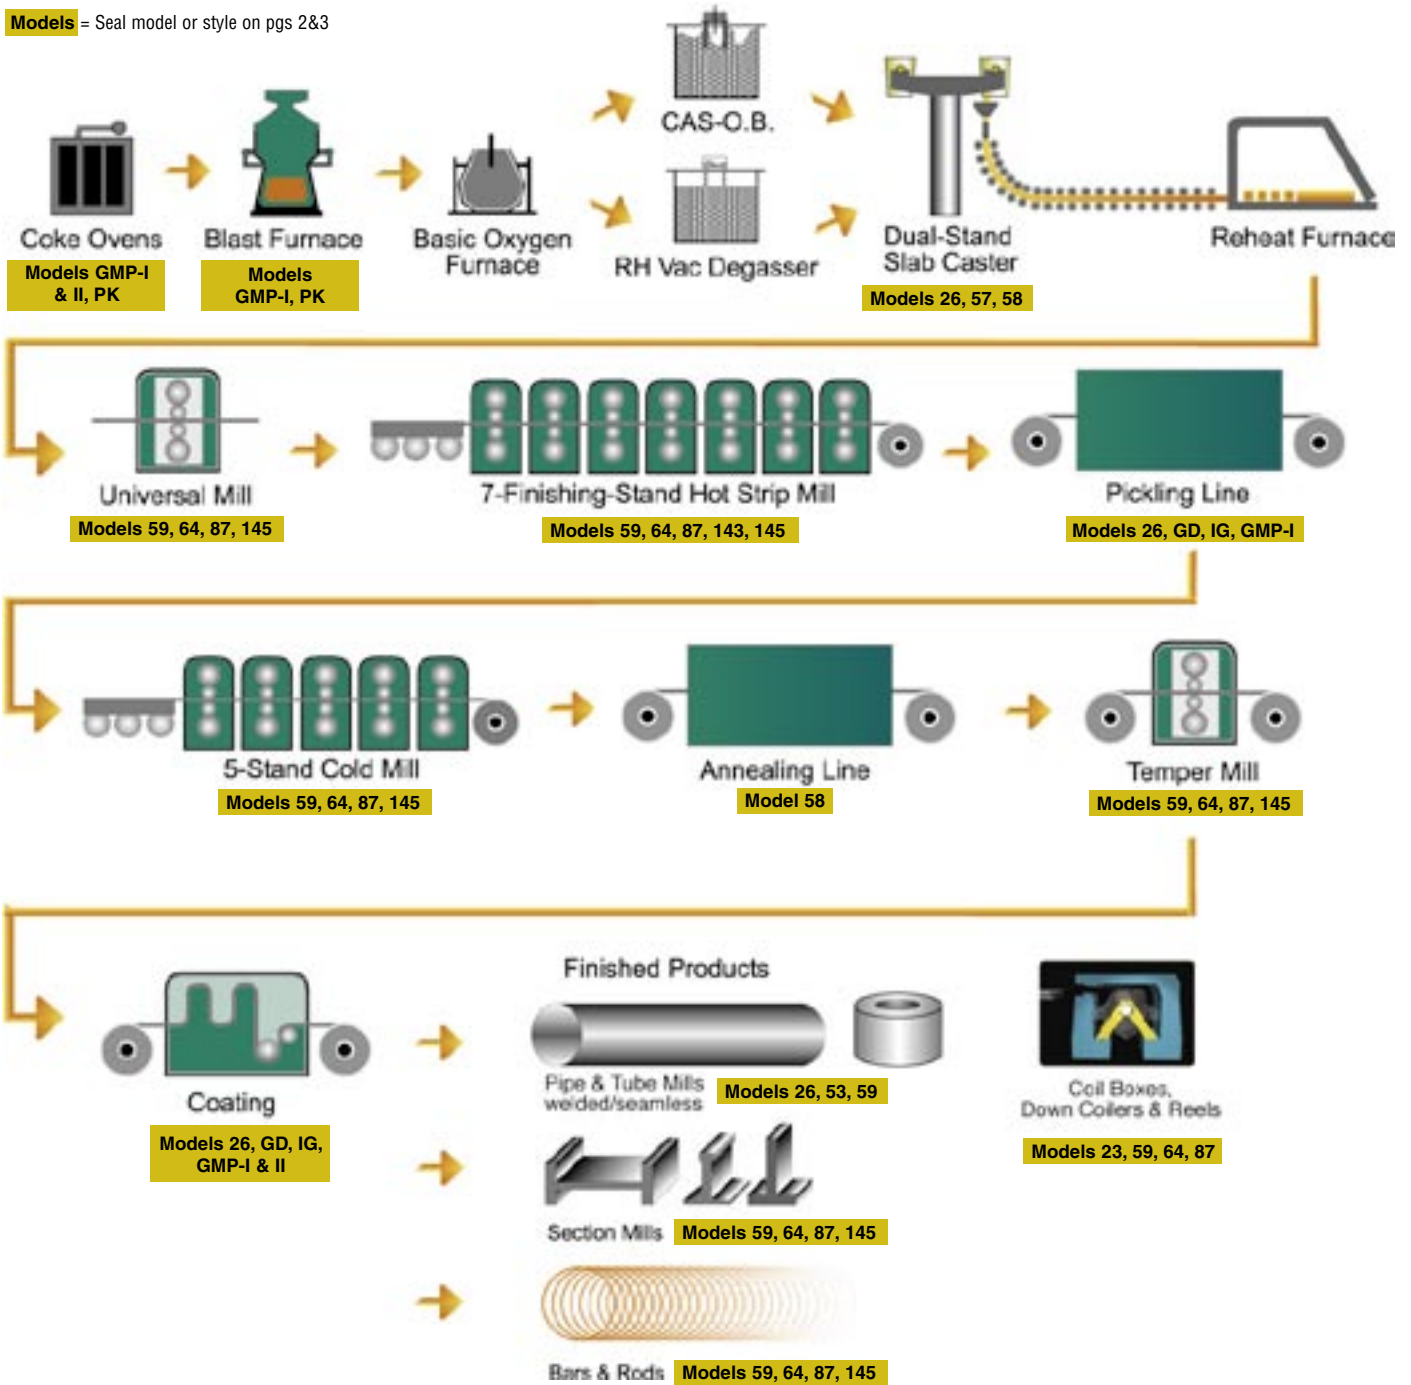 Models = Seal model or style on pgs 2&3
CAS-O.B.
Coke Ovens
Models GMP-I
& II, PK
Blast Furnace
Models
GMP-I, PK
Basic Oxygen
Furnace
RH Vac Degasser
Dual-Stand
Slab Caster
Models 26, 57, 58
Reheat Furnace
Universal Mill
Models 59, 64, 87, 145
7-Finishing-Stand Hot Strip Mill
Models 59, 64, 87, 143, 145
Pickling Line
Models 26, GD, IG, GMP-I
5-Stand Cold Mill
Models 59, 64, 87, 145
Annealing Line
Model 58
Temper Mill
Models 59, 64, 87, 145
Coating
Models 26, GD, IG,
GMP-I & II
Finished Products
Pipe & Tube Mills
welded/seamless
Models 26, 53, 59
Coil Boxes,
Down Coilers & Reels
Models 23, 59, 64, 87
Section Mills
Models 59, 64, 87, 145
Bars & Rods
Models 59, 64, 87, 145